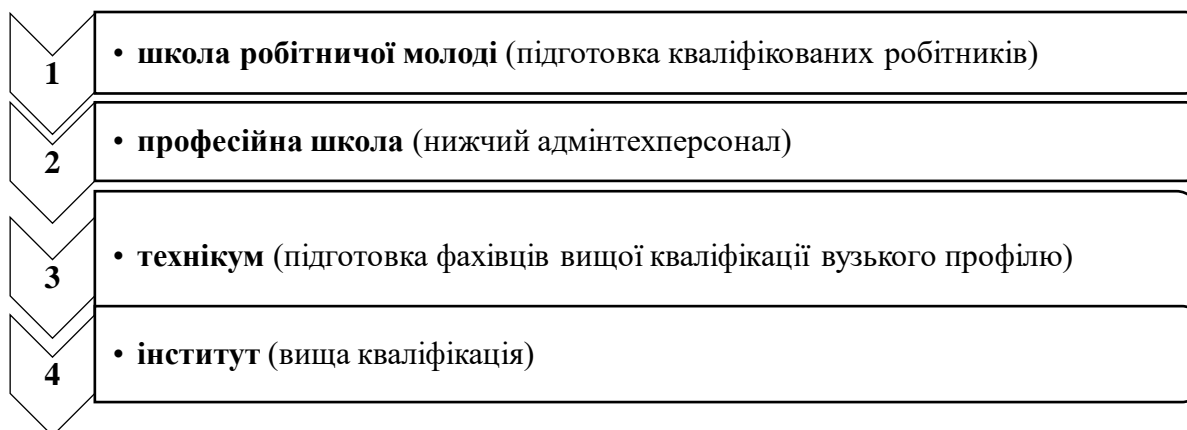 1 • школа робітничої молоді (підготовка кваліфікованих робітників)
2 • професійна школа (нижчий адмінтехперсонал)
3 • технікум (підготовка фахівців вищої кваліфікації вузького профілю)
4 • інститут (вища кваліфікація)